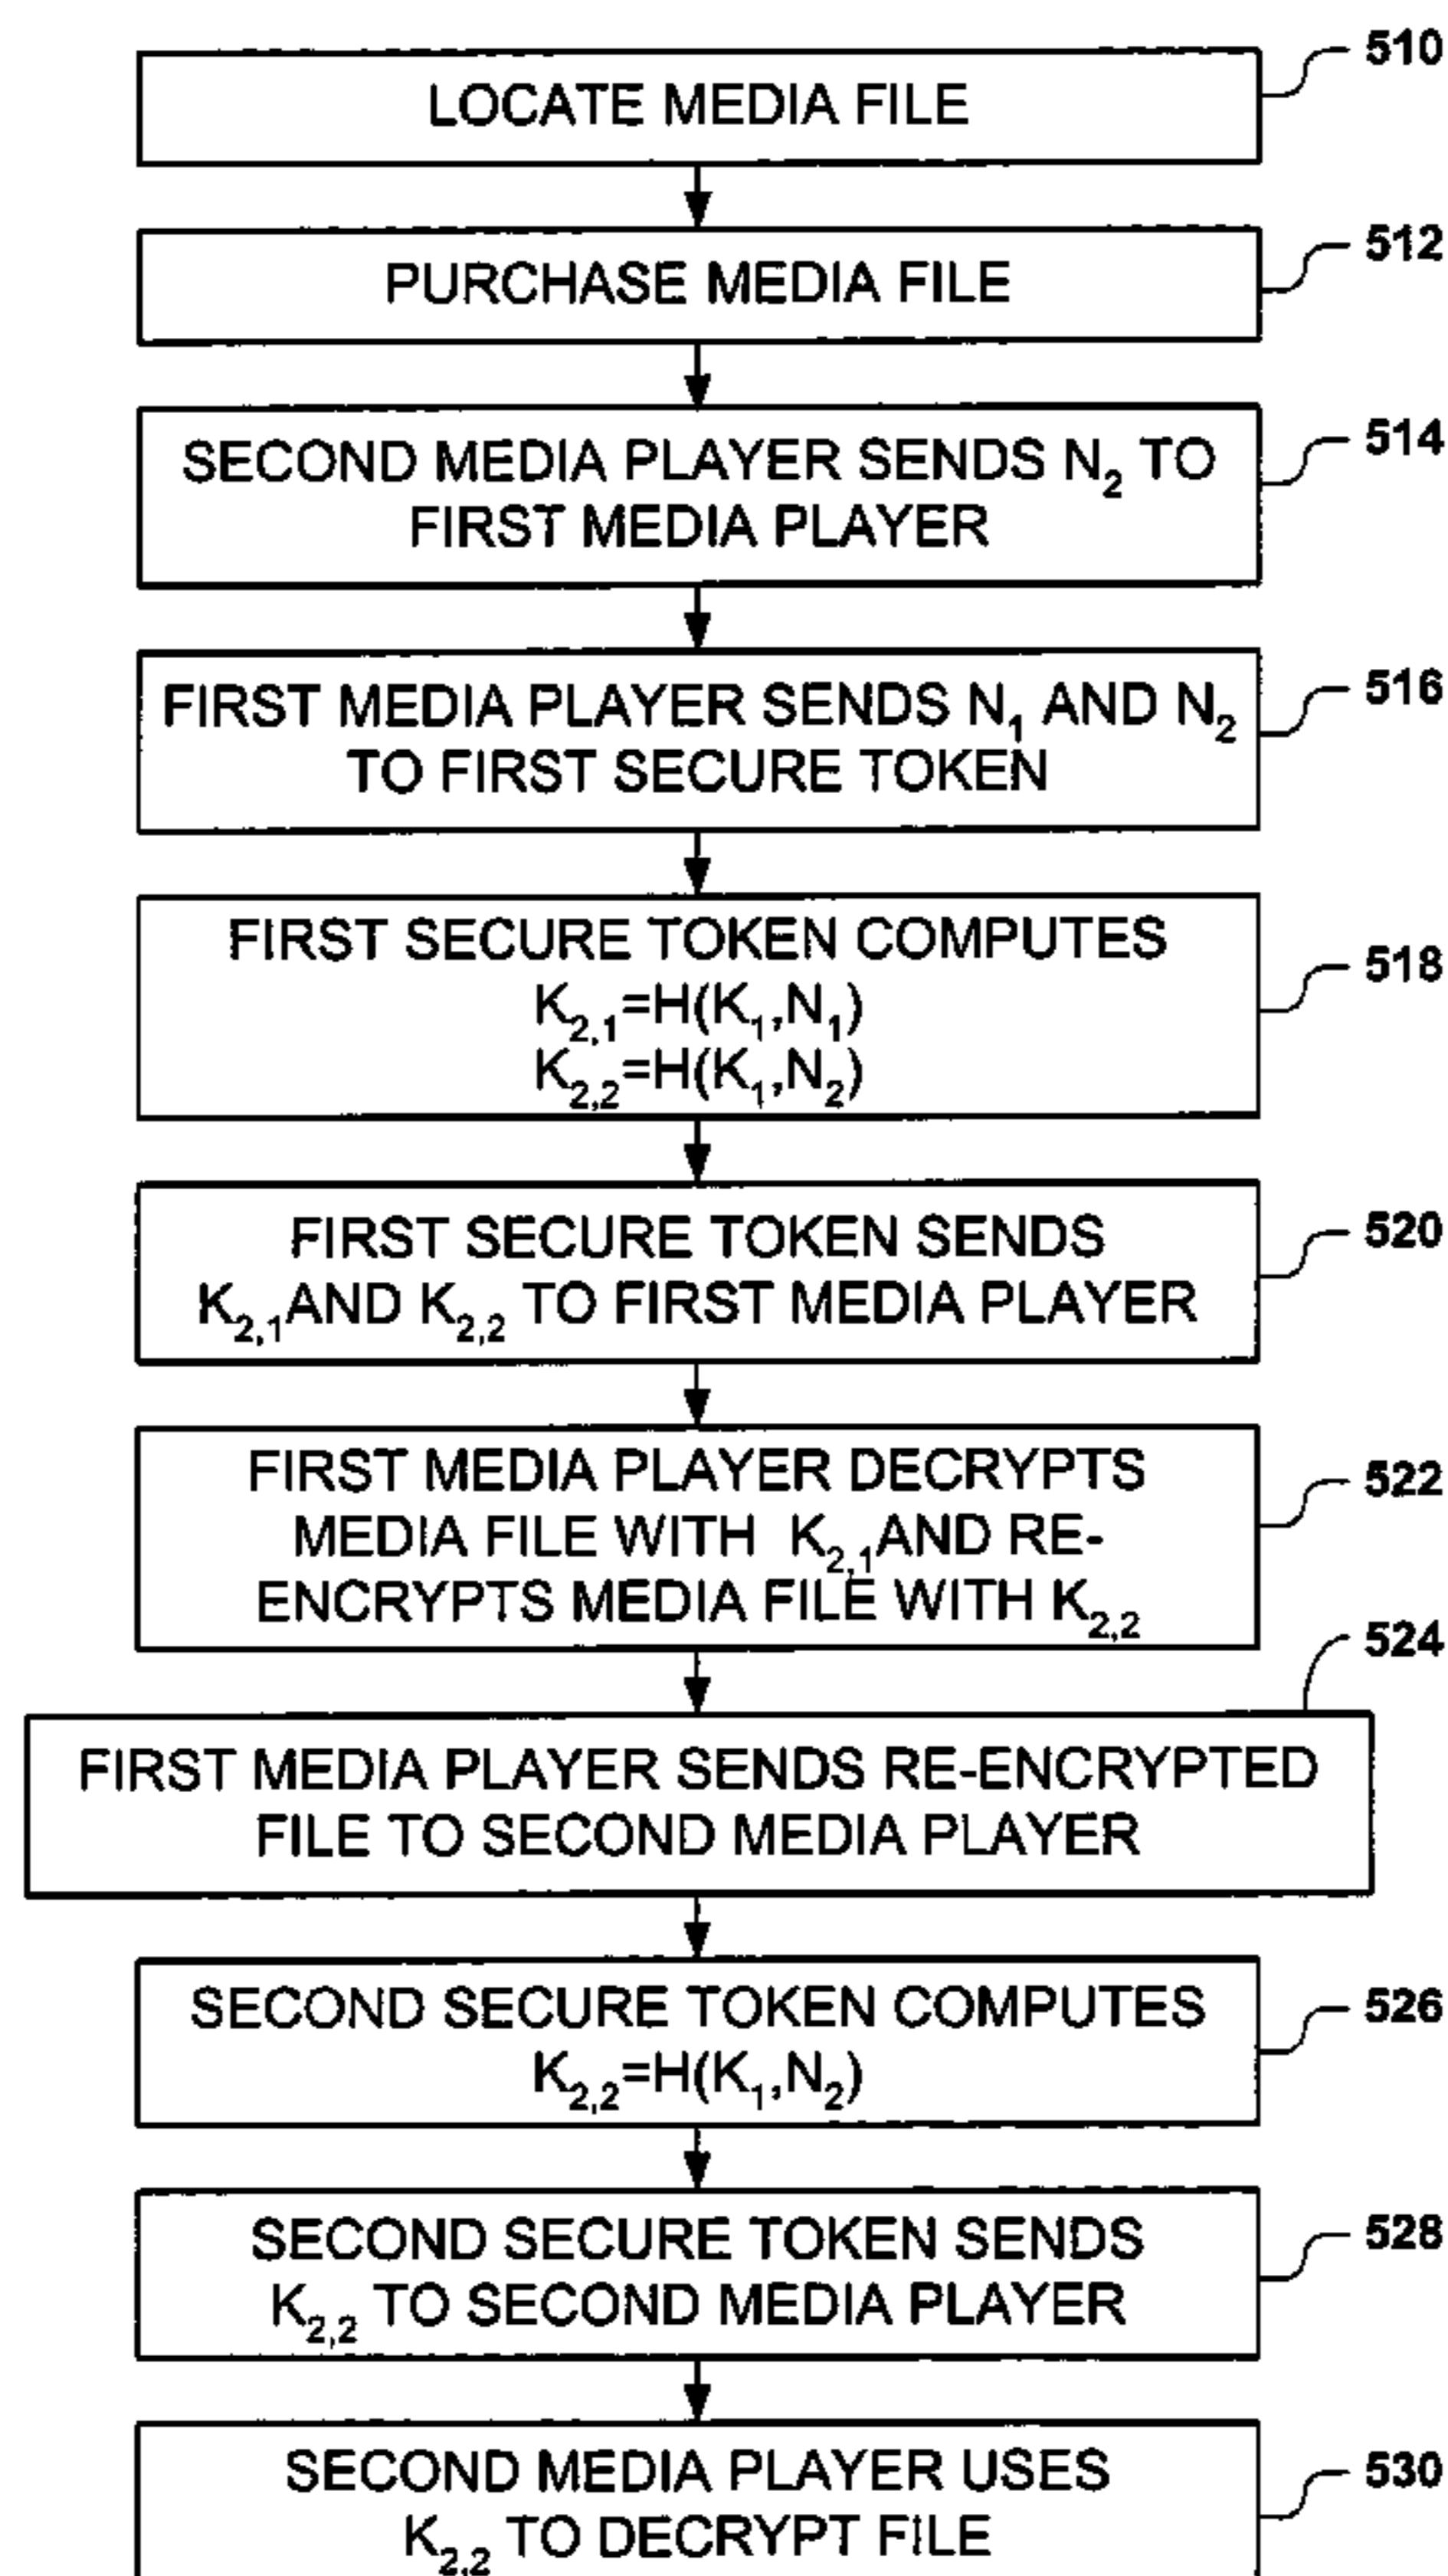 LOCATE MEDIA FILE
510
PURCHASE MEDIA FILE
512
SECOND MEDIA PLAYER SENDS N₂ TO
FIRST MEDIA PLAYER
514
FIRST MEDIA PLAYER SENDS N₁ AND N₂
TO FIRST SECURE TOKEN
516
FIRST SECURE TOKEN COMPUTES
K₂,₁=H(K₁,N₁)
K₂,₂=H(K₁,N₂)
518
FIRST SECURE TOKEN SENDS
K₂,₁ AND K₂,₂ TO FIRST MEDIA PLAYER
520
FIRST MEDIA PLAYER DECRYPTS
MEDIA FILE WITH K₂,₁ AND RE-
ENCRYPTS MEDIA FILE WITH K₂,₂
522
FIRST MEDIA PLAYER SENDS RE-ENCRYPTED
FILE TO SECOND MEDIA PLAYER
524
SECOND SECURE TOKEN COMPUTES
K₂,₂=H(K₁,N₂)
526
SECOND SECURE TOKEN SENDS
K₂,₂ TO SECOND MEDIA PLAYER
528
SECOND MEDIA PLAYER USES
K₂,₂ TO DECRYPT FILE
530